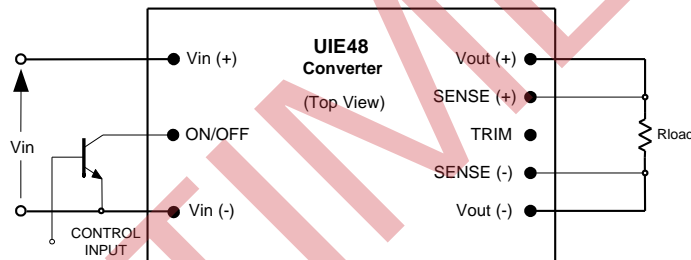 UIE48
Converter
(Top View)
Vin (+)
ON/OFF
Vin (-)
Vout (+)
SENSE (+)
TRIM
SENSE (-)
Vout (-)
Vin
CONTROL
INPUT
Rload